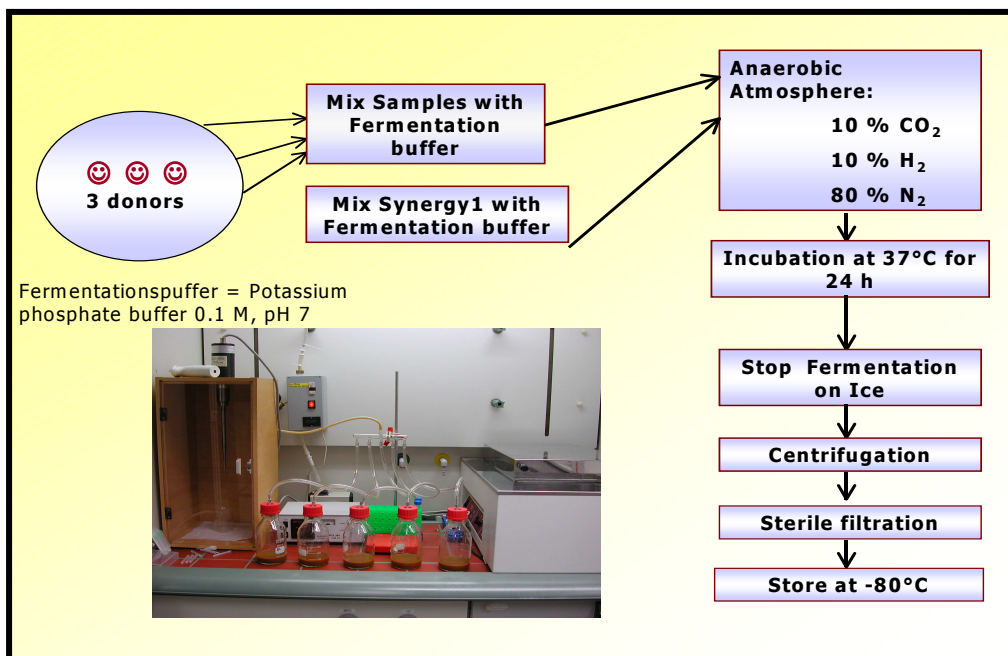 3 donors
Mix Samples with
Fermentation
buffer
Mix Synergy1 with
Fermentation buffer
Fermentationspuffer = Potassium
phosphate buffer 0.1 M, pH 7
Anaerobic
Atmosphere:
10 % CO₂
10 % H₂
80 % N₂
Incubation at 37°C for
24 h
Stop Fermentation
on Ice
Centrifugation
Sterile filtration
Store at -80°C